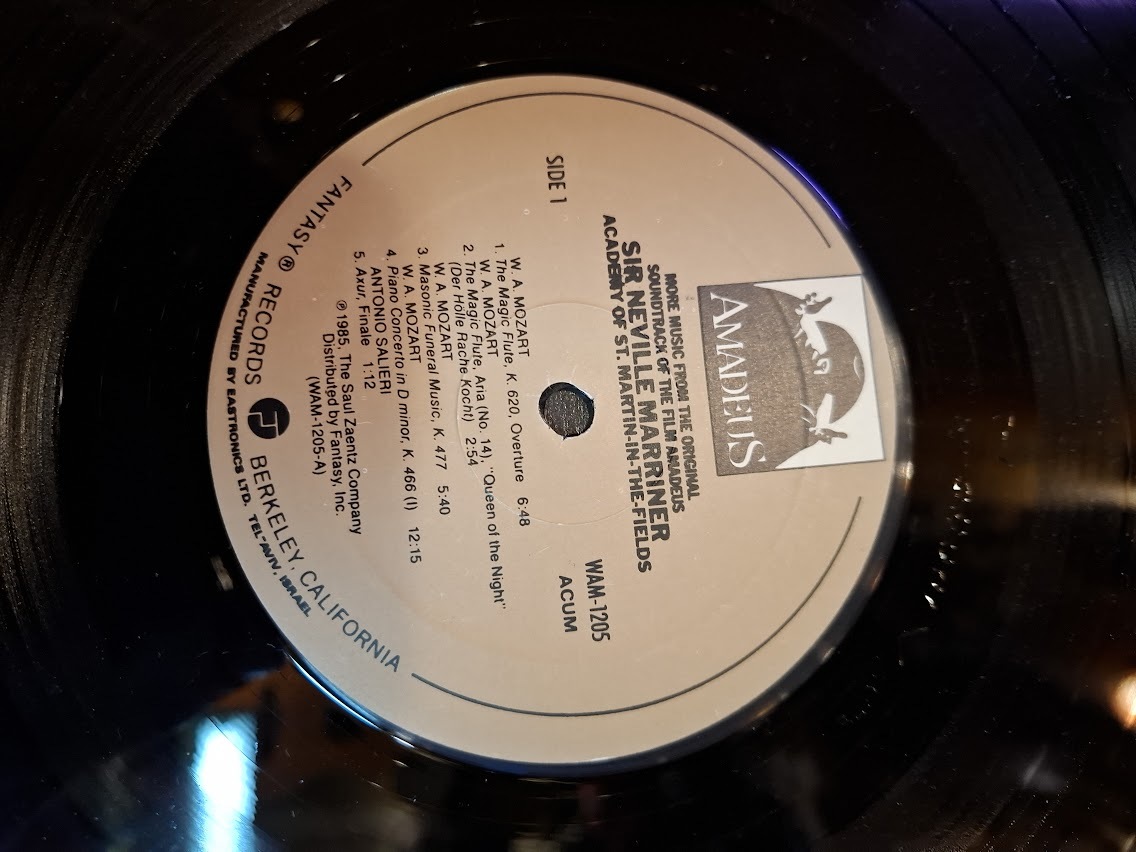 AMADEUS
MORE MUSIC FROM THE ORIGINAL
SOUNDTRACK OF THE FILM AMADEUS
SIR NEVILLE MARRINER
ACADEMY OF ST. MARTIN-IN-THE-FIELDS
SIDE 1
WAM-1205
ACUM
W. A. MOZART
1. The Magic Flute, K. 620, Overture 6:48
W. A. MOZART
2. The Magic Flute, Aria (No. 14), "Queen of the Night"
(Der Hölle Rache Kocht) 2:54
W. A. MOZART
3. Masonic Funeral Music, K. 477 5:40
W. A. MOZART
4. Piano Concerto in D minor, K. 466 (I) 12:15
ANTONIO SALIERI
5. Axur, Finale 1:12
℗ 1985, The Saul Zaentz Company
Distributed by Fantasy, Inc.
(WAM-1205-A)
FANTASY® RECORDS BERKELEY, CALIFORNIA
MANUFACTURED BY EASTRONICS LTD. TEL-AVIV, ISRAEL